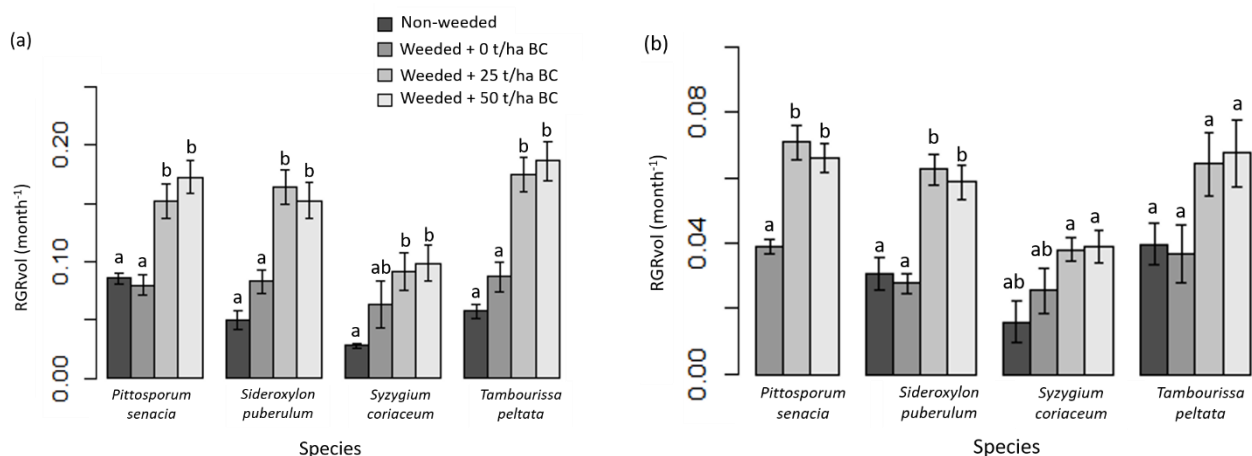 (a)
Non-weeded
Weeded + 0 t/ha BC
Weeded + 25 t/ha BC
Weeded + 50 t/ha BC
RGRvol (month⁻¹)
0.20
0.10
0.00
a a b b
a a b b
a ab b b
a a b b
Pittosporum senacia
Sideroxylon puberulum
Syzygium coriaceum
Tambourissa peltata
Species
(b)
RGRvol (month⁻¹)
0.08
0.04
0.00
a b b
a a b b
ab ab a a
a a a a
Pittosporum senacia
Sideroxylon puberulum
Syzygium coriaceum
Tambourissa peltata
Species